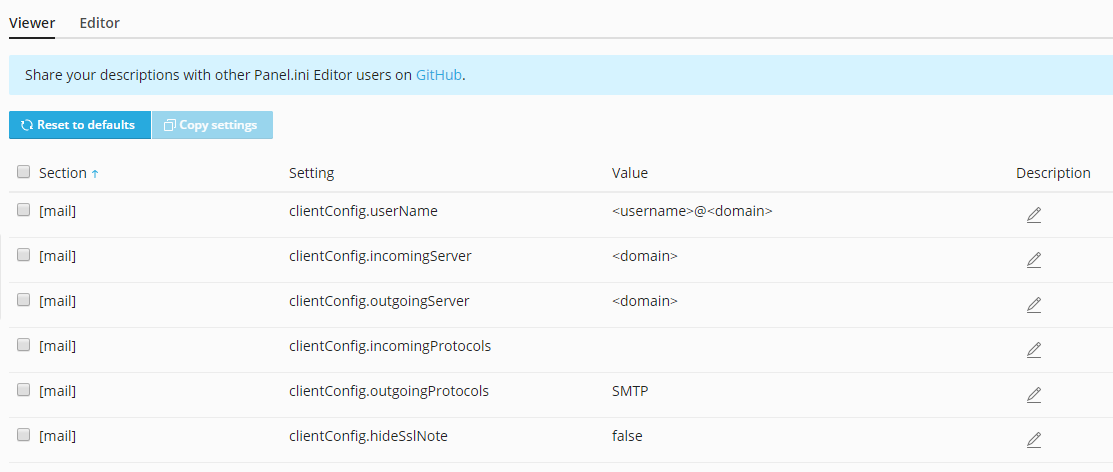 Viewer Editor
Share your descriptions with other Panel.ini Editor users on GitHub.
Reset to defaults Copy settings
Section ↑ Setting Value Description
[mail] clientConfig.userName <username>@<domain>
[mail] clientConfig.incomingServer <domain>
[mail] clientConfig.outgoingServer <domain>
[mail] clientConfig.incomingProtocols
[mail] clientConfig.outgoingProtocols SMTP
[mail] clientConfig.hideSslNote false